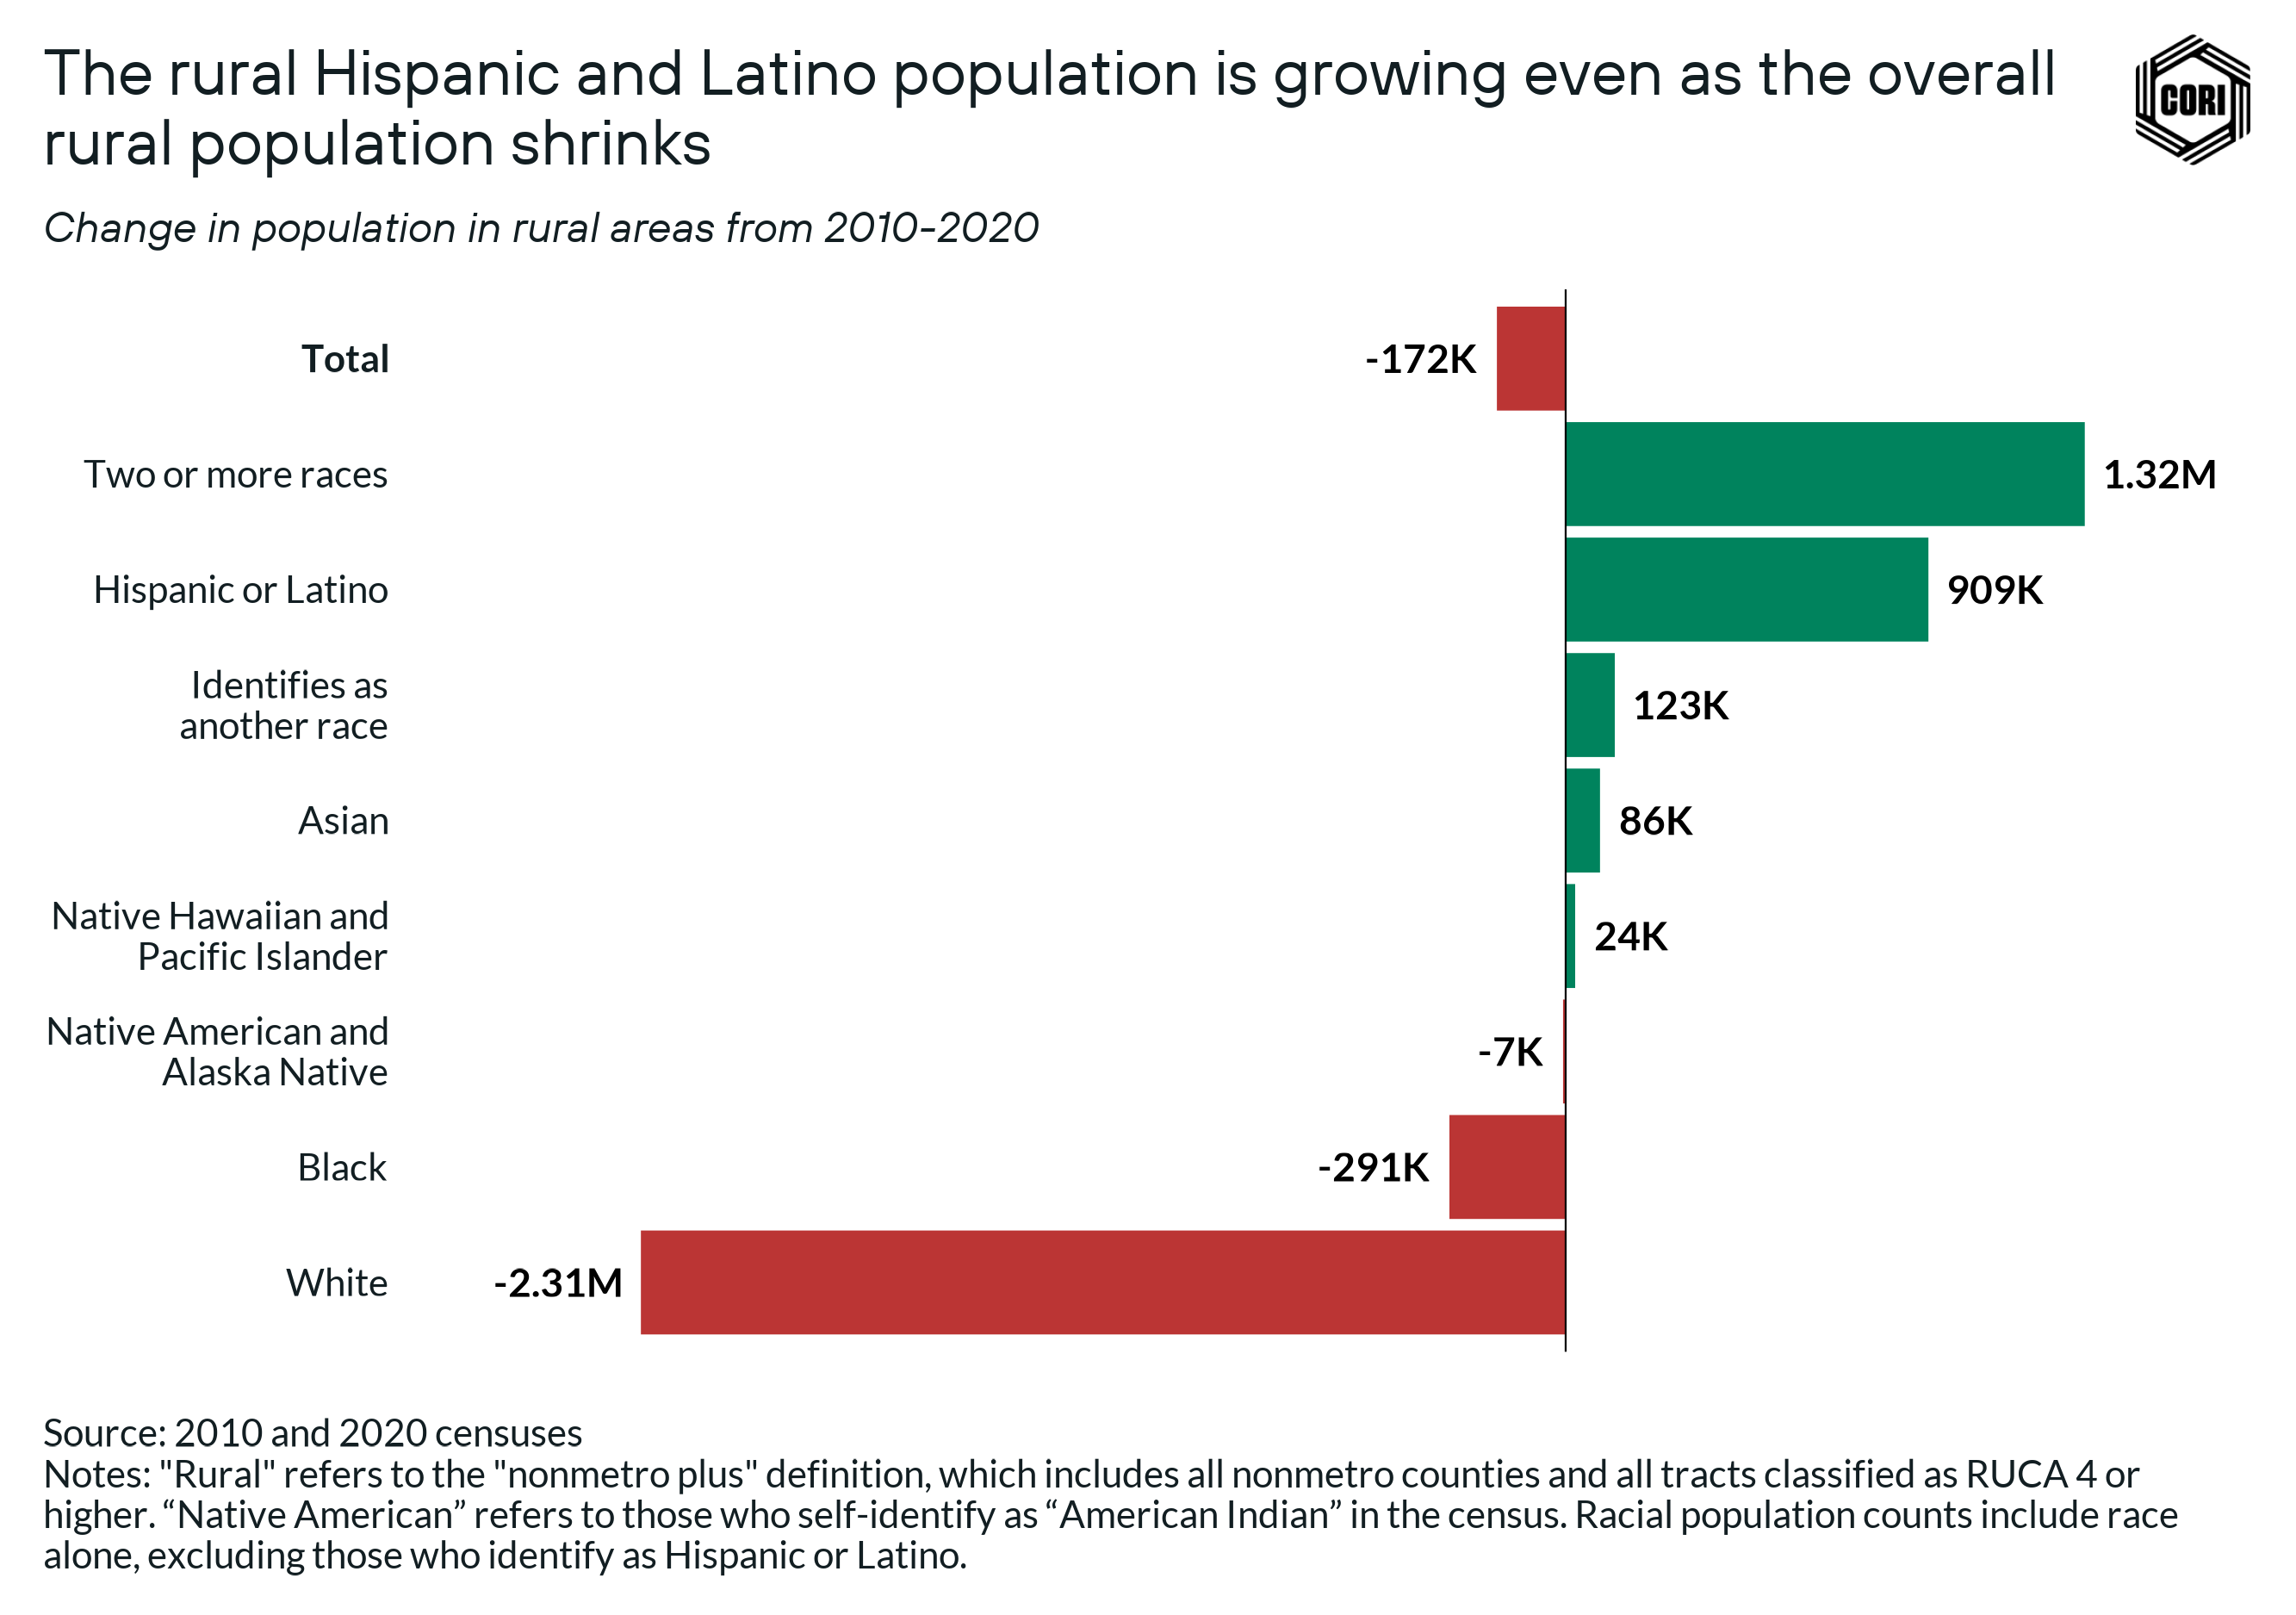 The rural Hispanic and Latino population is growing even as the overall
rural population shrinks
CORI
Change in population in rural areas from 2010-2020
Total
-172K
Two or more races
1.32M
Hispanic or Latino
909K
Identifies as
another race
123K
Asian
86K
Native Hawaiian and
Pacific Islander
24K
Native American and
Alaska Native
-7K
Black
-291K
White
-2.31M
Source: 2010 and 2020 censuses
Notes: "Rural" refers to the "nonmetro plus" definition, which includes all nonmetro counties and all tracts classified as RUCA 4 or
higher. “Native American” refers to those who self-identify as “American Indian” in the census. Racial population counts include race
alone, excluding those who identify as Hispanic or Latino.